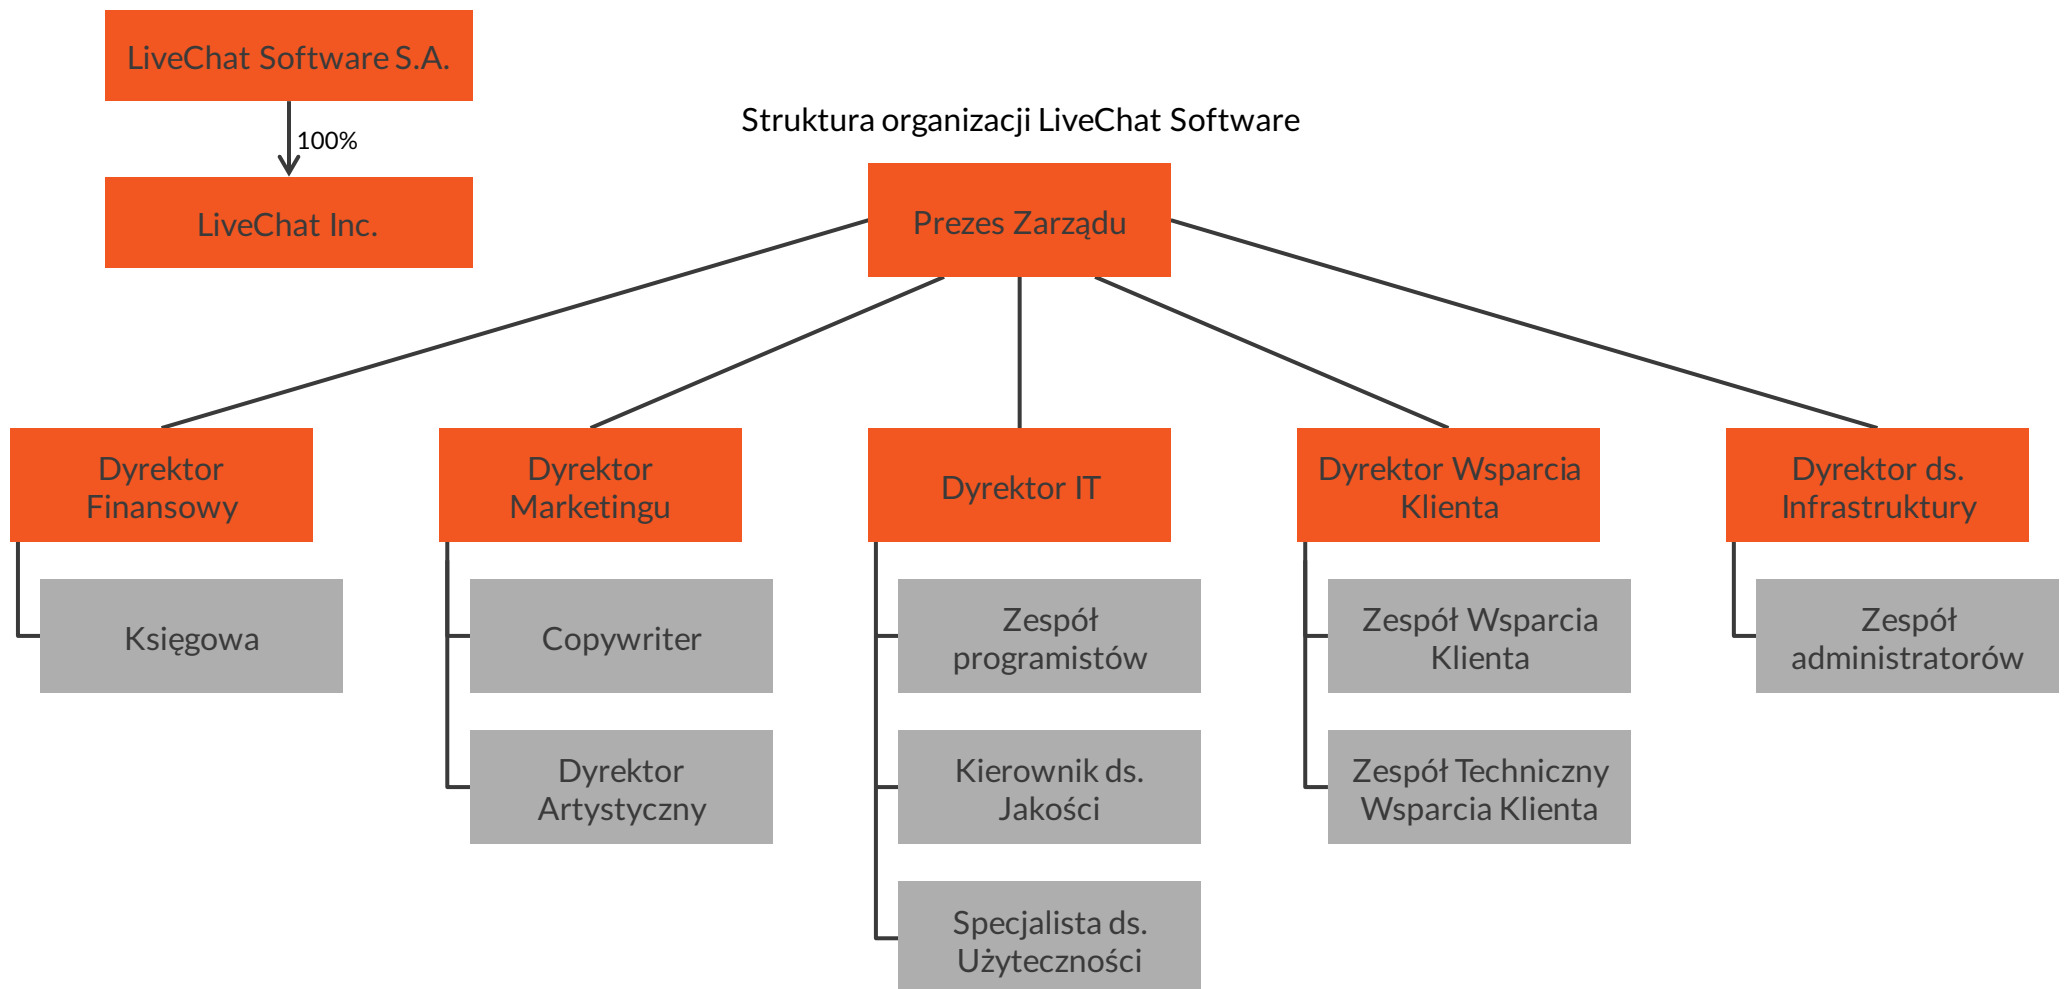 LiveChat Software S.A.
100%
LiveChat Inc.
Struktura organizacji LiveChat Software
Prezes Zarządu
Dyrektor
Finansowy
Księgowa
Dyrektor
Marketingu
Copywriter
Dyrektor
Artystyczny
Dyrektor IT
Zespół
programistów
Kierownik ds.
Jakości
Specjalista ds.
Użyteczności
Dyrektor Wsparcia
Klienta
Zespół Wsparcia
Klienta
Zespół Techniczny
Wsparcia Klienta
Dyrektor ds.
Infrastruktury
Zespół
administratorów